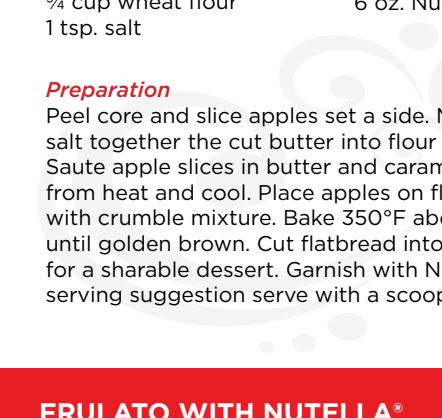 ¾ cup wheat flour 6 oz. Nu
1 tsp. salt
Preparation
Peel core and slice apples set a side.
salt together the cut butter into flour
Saute apple slices in butter and caram
from heat and cool. Place apples on fl
with crumble mixture. Bake 350°F abo
until golden brown. Cut flatbread into
for a sharable dessert. Garnish with N
serving suggestion serve with a scoop
FRULATO WITH NUTELLA®